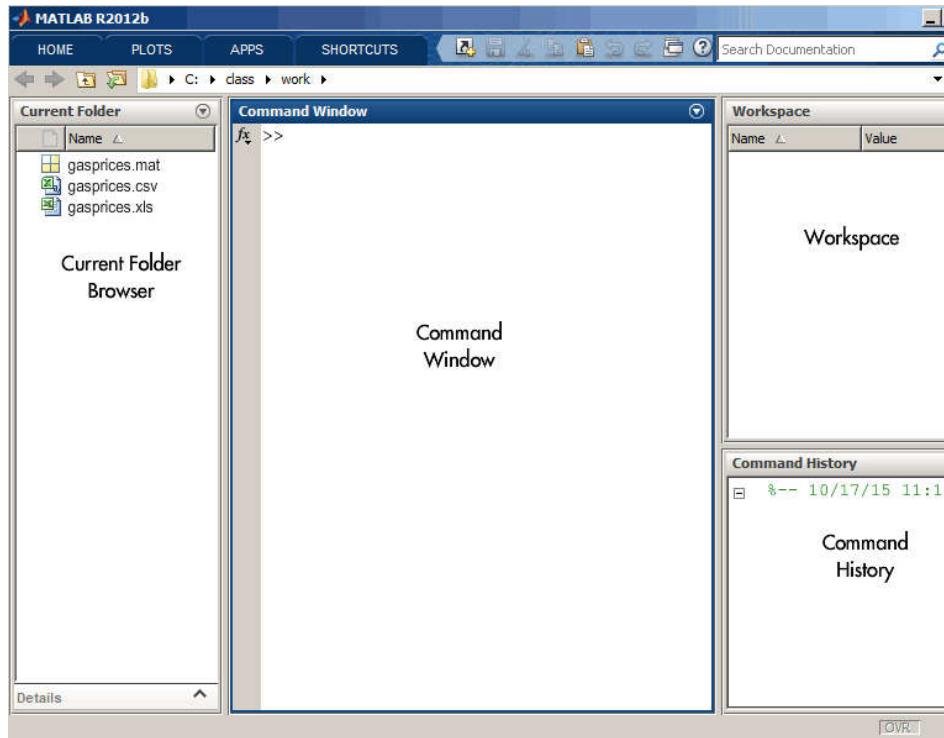 MATLAB R2012b
HOME PLOTS APPS SHORTCUTS Search Documentation
C: class work
Current Folder
Name
gasprices.mat
gasprices.csv
gasprices.xls
Current Folder
Browser
Details
Command Window
fx >>
Command
Window
Workspace
Name Value
Workspace
Command History
%-- 10/17/15 11:1
Command
History
OVR